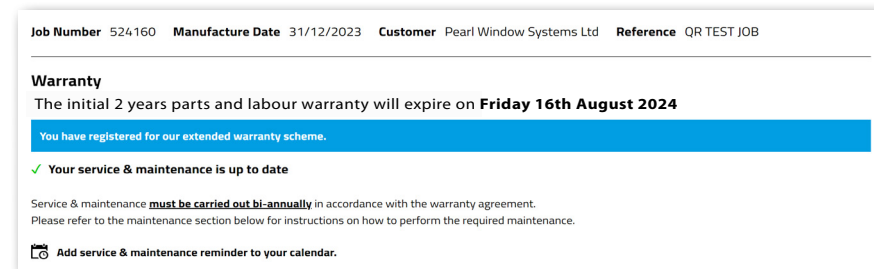 Job Number 524160 Manufacture Date 31/12/2023 Customer Pearl Window Systems Ltd Reference QR TEST JOB
Warranty
The initial 2 years parts and labour warranty will expire on Friday 16th August 2024
You have registered for our extended warranty scheme.
✓ Your service & maintenance is up to date
Service & maintenance must be carried out bi-annually in accordance with the warranty agreement.
Please refer to the maintenance section below for instructions on how to perform the required maintenance.
Add service & maintenance reminder to your calendar.